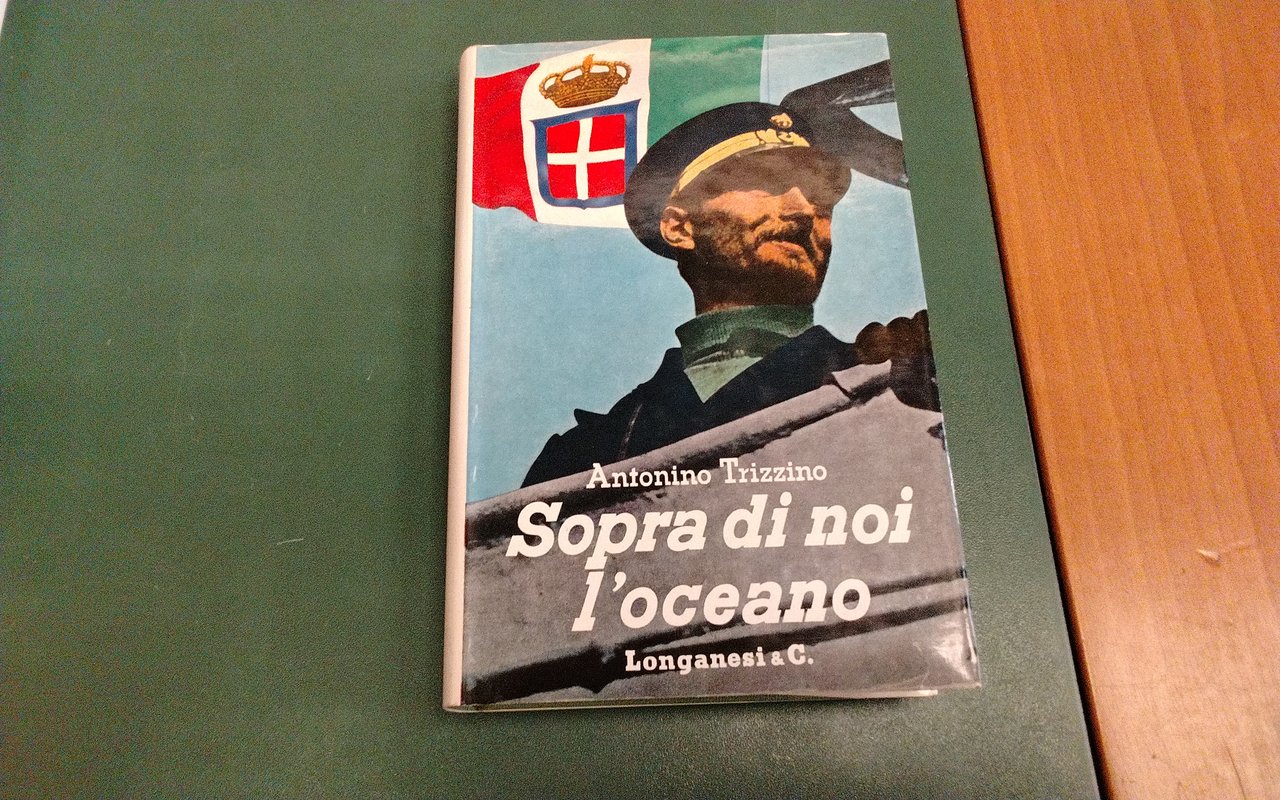 Antonino Trizzino
Sopra di noi
l'oceano
Longanesi & C.